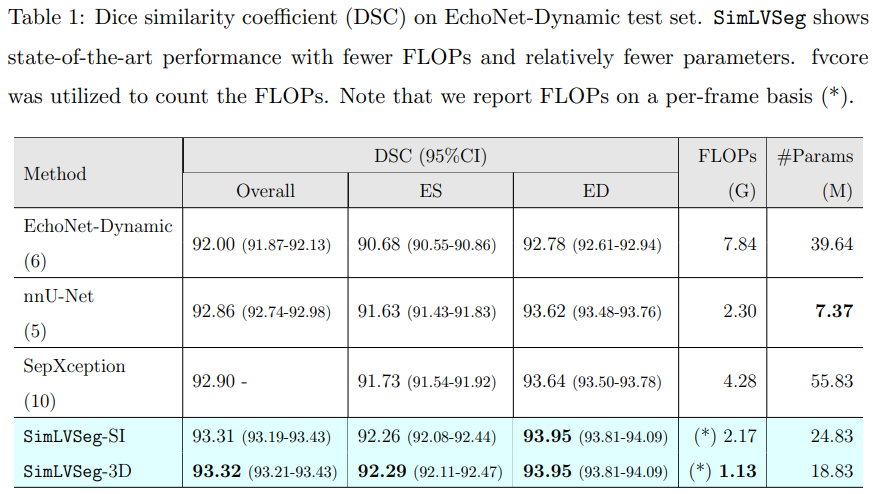 Table 1: Dice similarity coefficient (DSC) on EchoNet-Dynamic test set. SimLVSeg shows
state-of-the-art performance with fewer FLOPs and relatively fewer parameters. fvcore
was utilized to count the FLOPs. Note that we report FLOPs on a per-frame basis (*).
Method DSC (95%CI) FLOPs (G) #Params (M)
Overall ES ED
EchoNet-Dynamic (6) 92.00 (91.87-92.13) 90.68 (90.55-90.86) 92.78 (92.61-92.94) 7.84 39.64
nnU-Net (5) 92.86 (92.74-92.98) 91.63 (91.43-91.83) 93.62 (93.48-93.76) 2.30 7.37
SepXception (10) 92.90 - 91.73 (91.54-91.92) 93.64 (93.50-93.78) 4.28 55.83
SimLVSeg-SI 93.31 (93.19-93.43) 92.26 (92.08-92.44) 93.95 (93.81-94.09) (*) 2.17 24.83
SimLVSeg-3D 93.32 (93.21-93.43) 92.29 (92.11-92.47) 93.95 (93.81-94.09) (*) 1.13 18.83